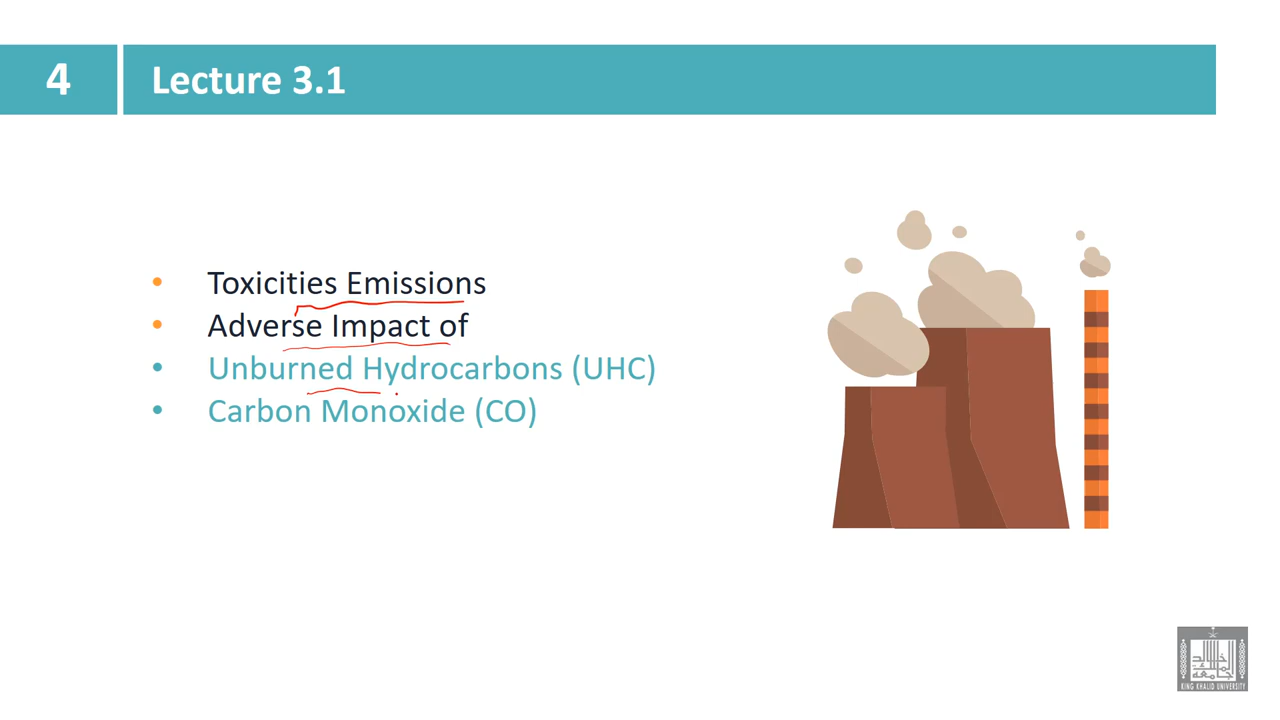 4
Lecture 3.1
• Toxicities Emissions
• Adverse Impact of
• Unburned Hydrocarbons (UHC)
• Carbon Monoxide (CO)
KING KHALID UNIVERSITY